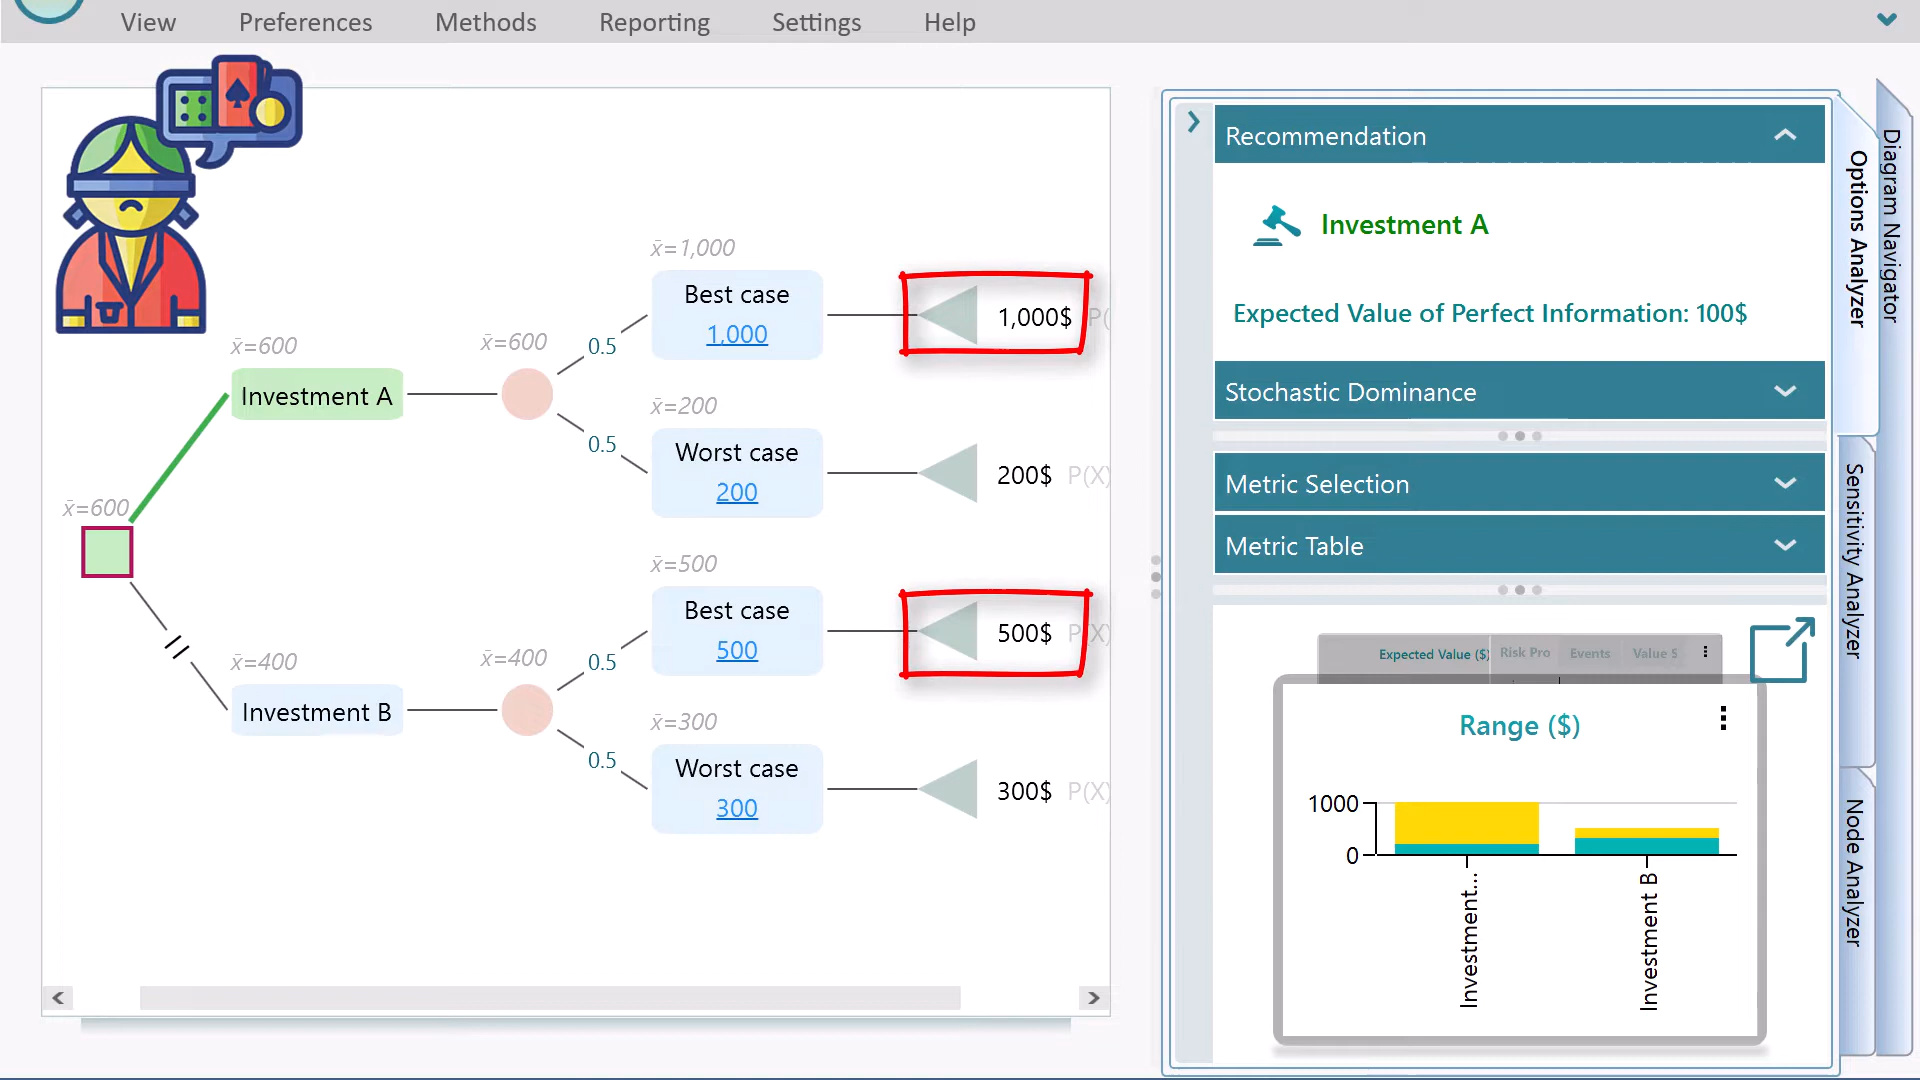 View Preferences Methods Reporting Settings Help
x̄=1,000
Best case
1,000
1,000$ P(
x̄=600
x̄=600
0.5
Investment A
x̄=200
0.5
Worst case
200
200$ P(X)
x̄=600
x̄=500
Best case
500
500$ P(X)
x̄=400
x̄=400
0.5
Investment B
x̄=300
0.5
Worst case
300
300$ P(X)
Recommendation
Investment A
Expected Value of Perfect Information: 100$
Stochastic Dominance
Metric Selection
Metric Table
Expected Value ($) Risk Pro Events Value S
Range ($)
1000
0
Investment...
Investment B
Options Analyzer
Diagram Navigator
Sensitivity Analyzer
Node Analyzer